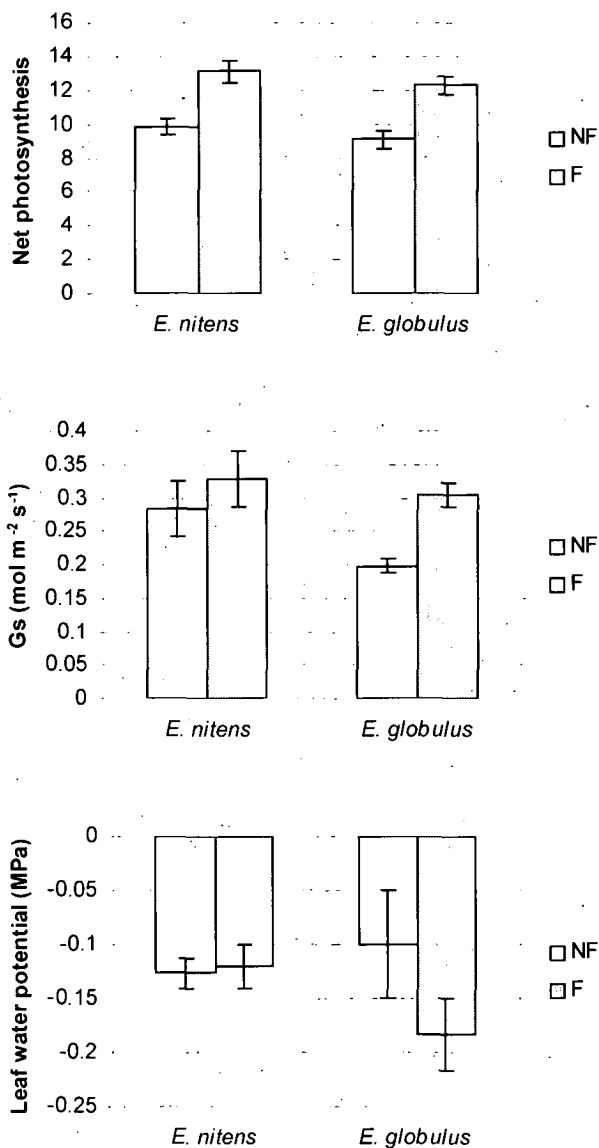 Net photosynthesis
16
14
12
10
8
6
4
2
0
E. nitens E. globulus
NF
F
Gs (mol m⁻² s⁻¹)
0.4
0.35
0.3
0.25
0.2
0.15
0.1
0.05
0
E. nitens E. globulus
NF
F
Leaf water potential (MPa)
0
-0.05
-0.1
-0.15
-0.2
-0.25
E. nitens E. globulus
NF
F